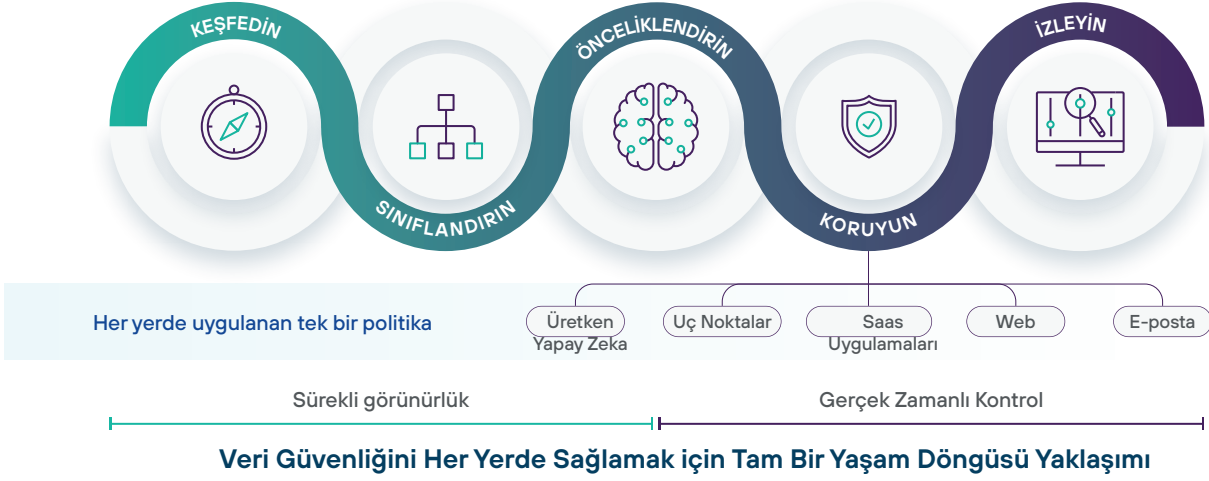 KEŞFEDİN
SINIFLANDIRIN
ÖNCELİKLENDİRİN
KORUYUN
İZLEYİN
Her yerde uygulanan tek bir politika
Üretken
Yapay Zeka
Uç Noktalar
Saas
Uygulamaları
Web
E-posta
Sürekli görünürlük
Gerçek Zamanlı Kontrol
Veri Güvenliğini Her Yerde Sağlamak için Tam Bir Yaşam Döngüsü Yaklaşımı